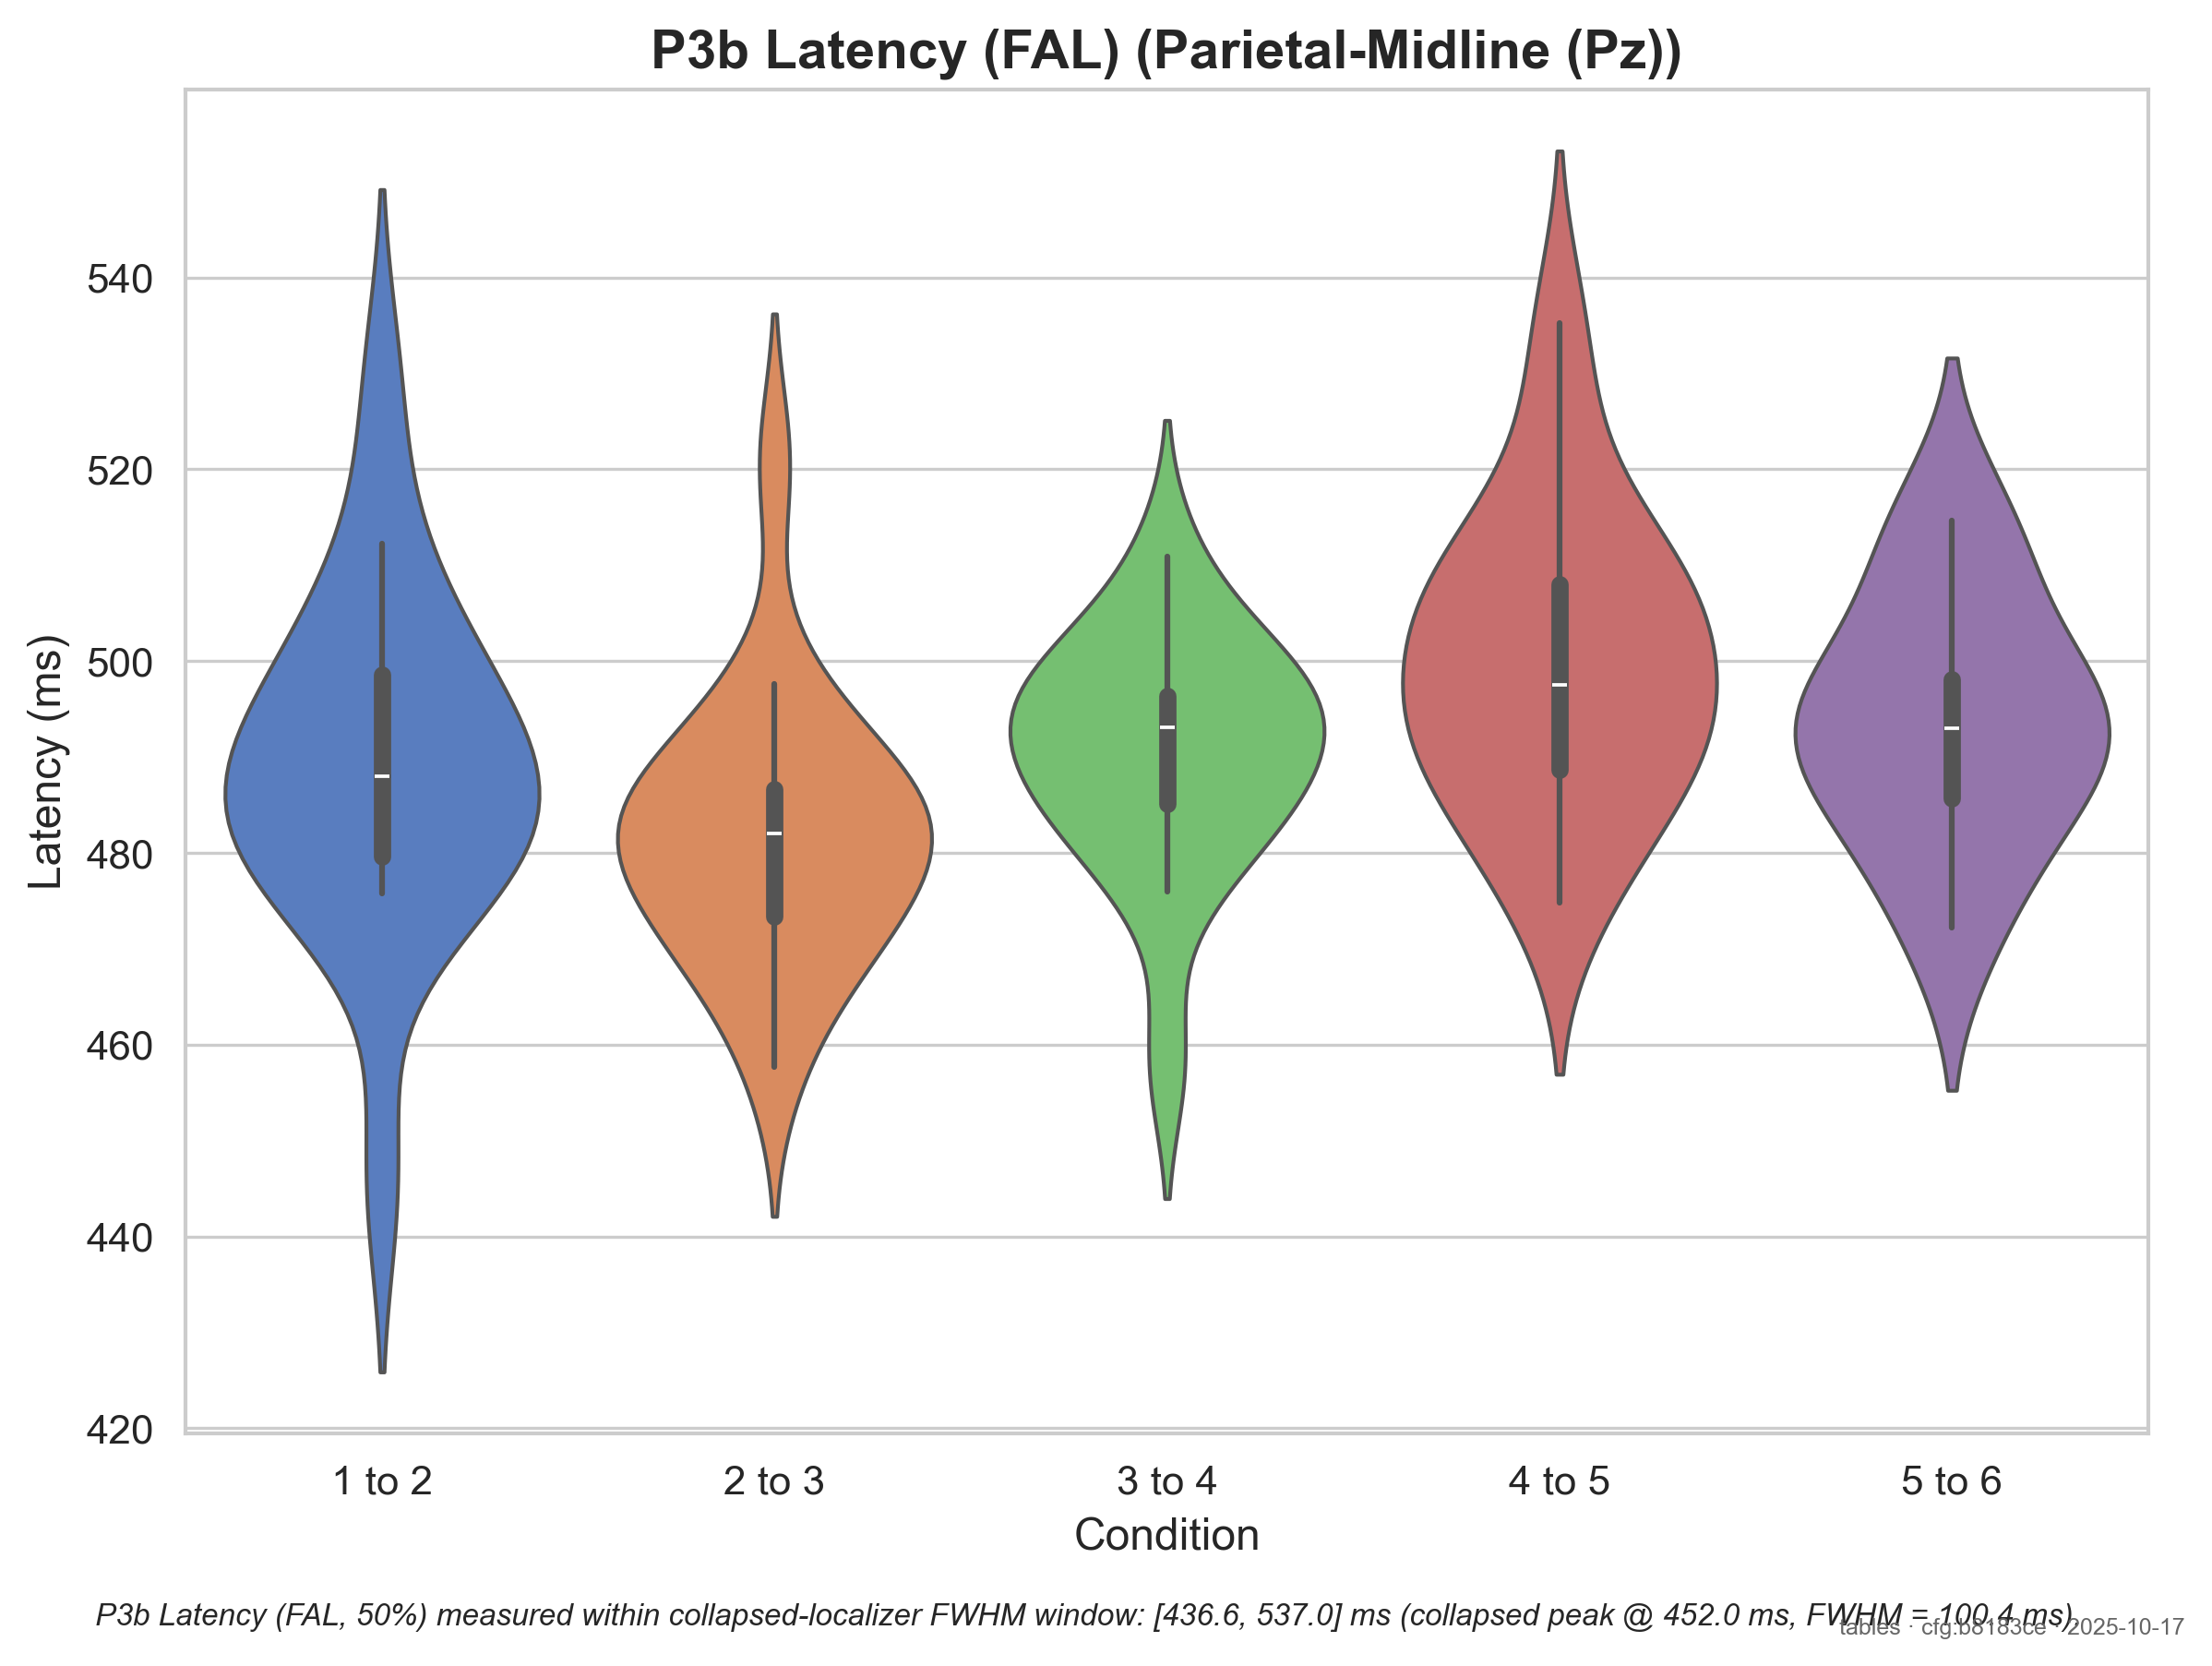 P3b Latency (FAL) (Parietal-Midline (Pz))
Latency (ms)
540
520
500
480
460
440
420
1 to 2
2 to 3
3 to 4
4 to 5
5 to 6
Condition
P3b Latency (FAL, 50%) measured within collapsed-localizer FWHM window: [436.6, 537.0] ms (collapsed peak @ 452.0 ms, FWHM = 100.4 ms).
tables · cfg:b8183ce · 2025-10-17